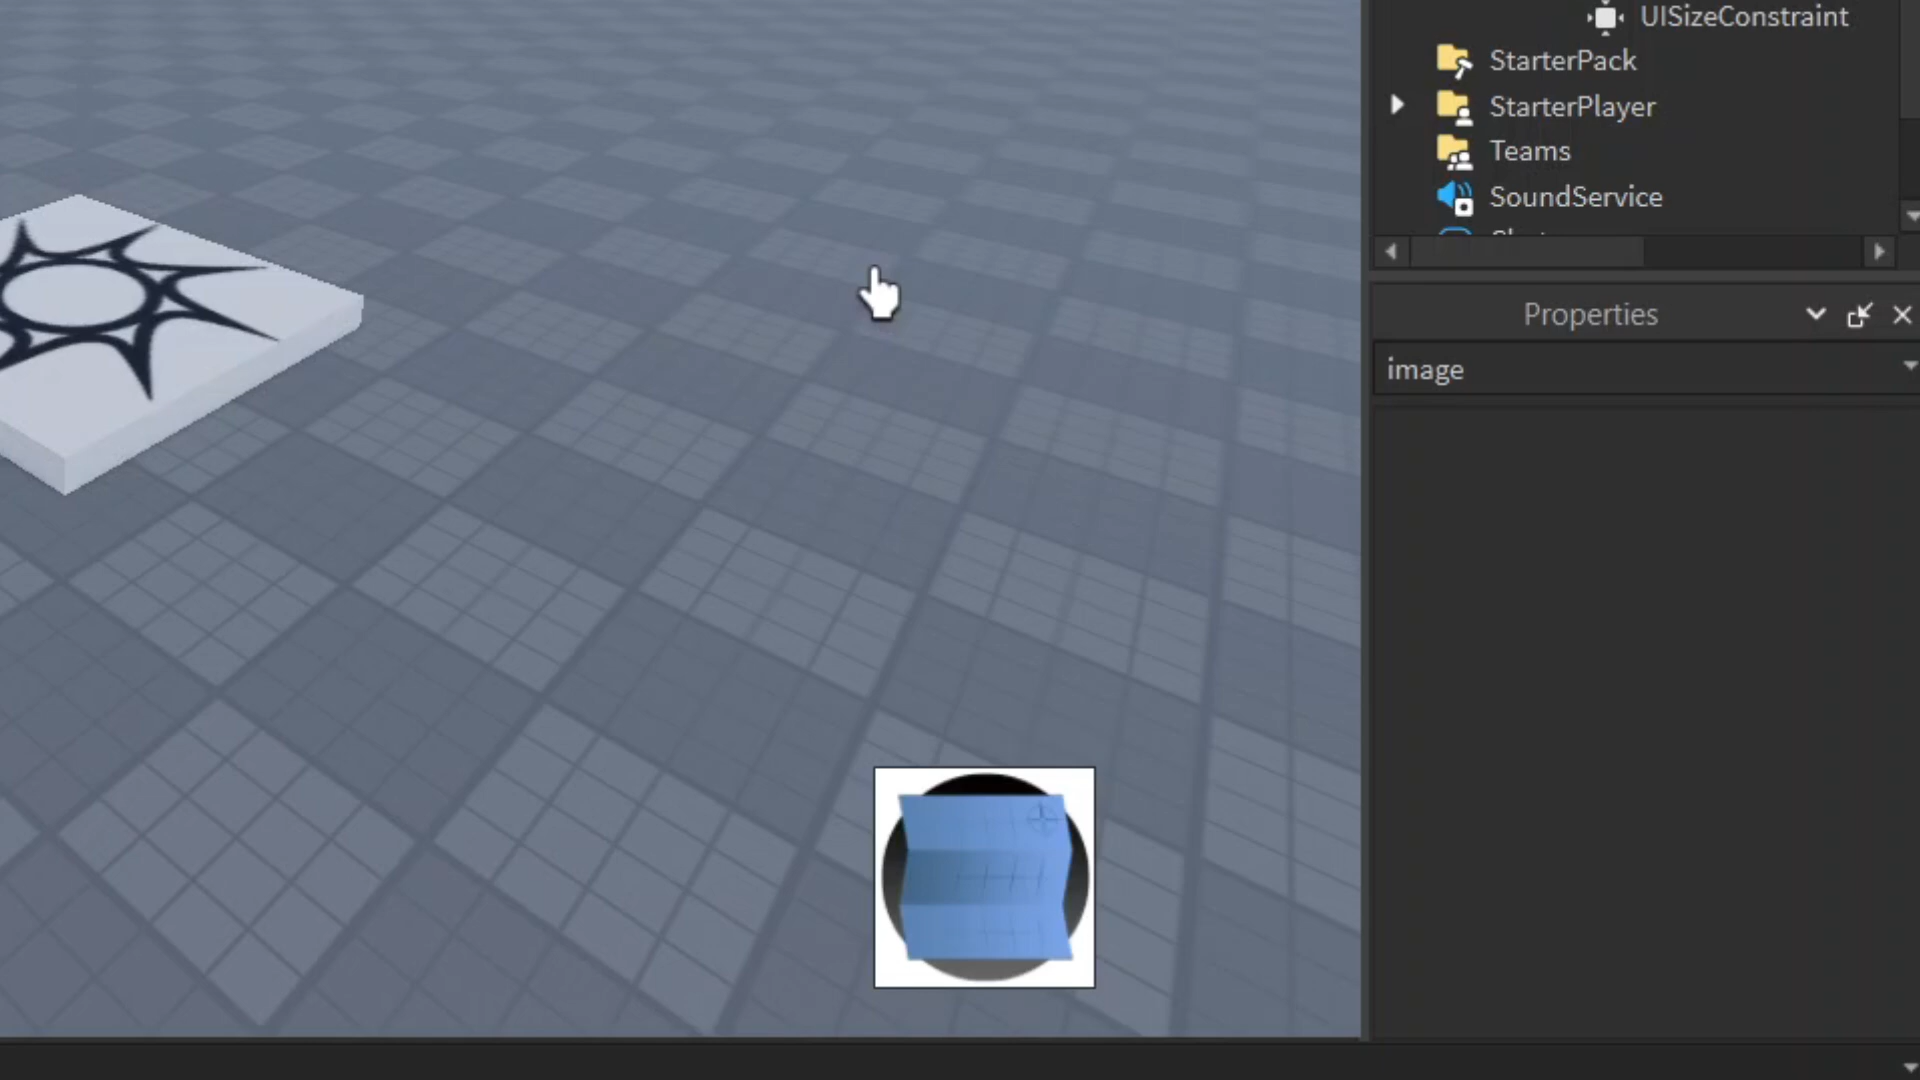 UISizeConstraint
StarterPack
StarterPlayer
Teams
SoundService
Properties
image